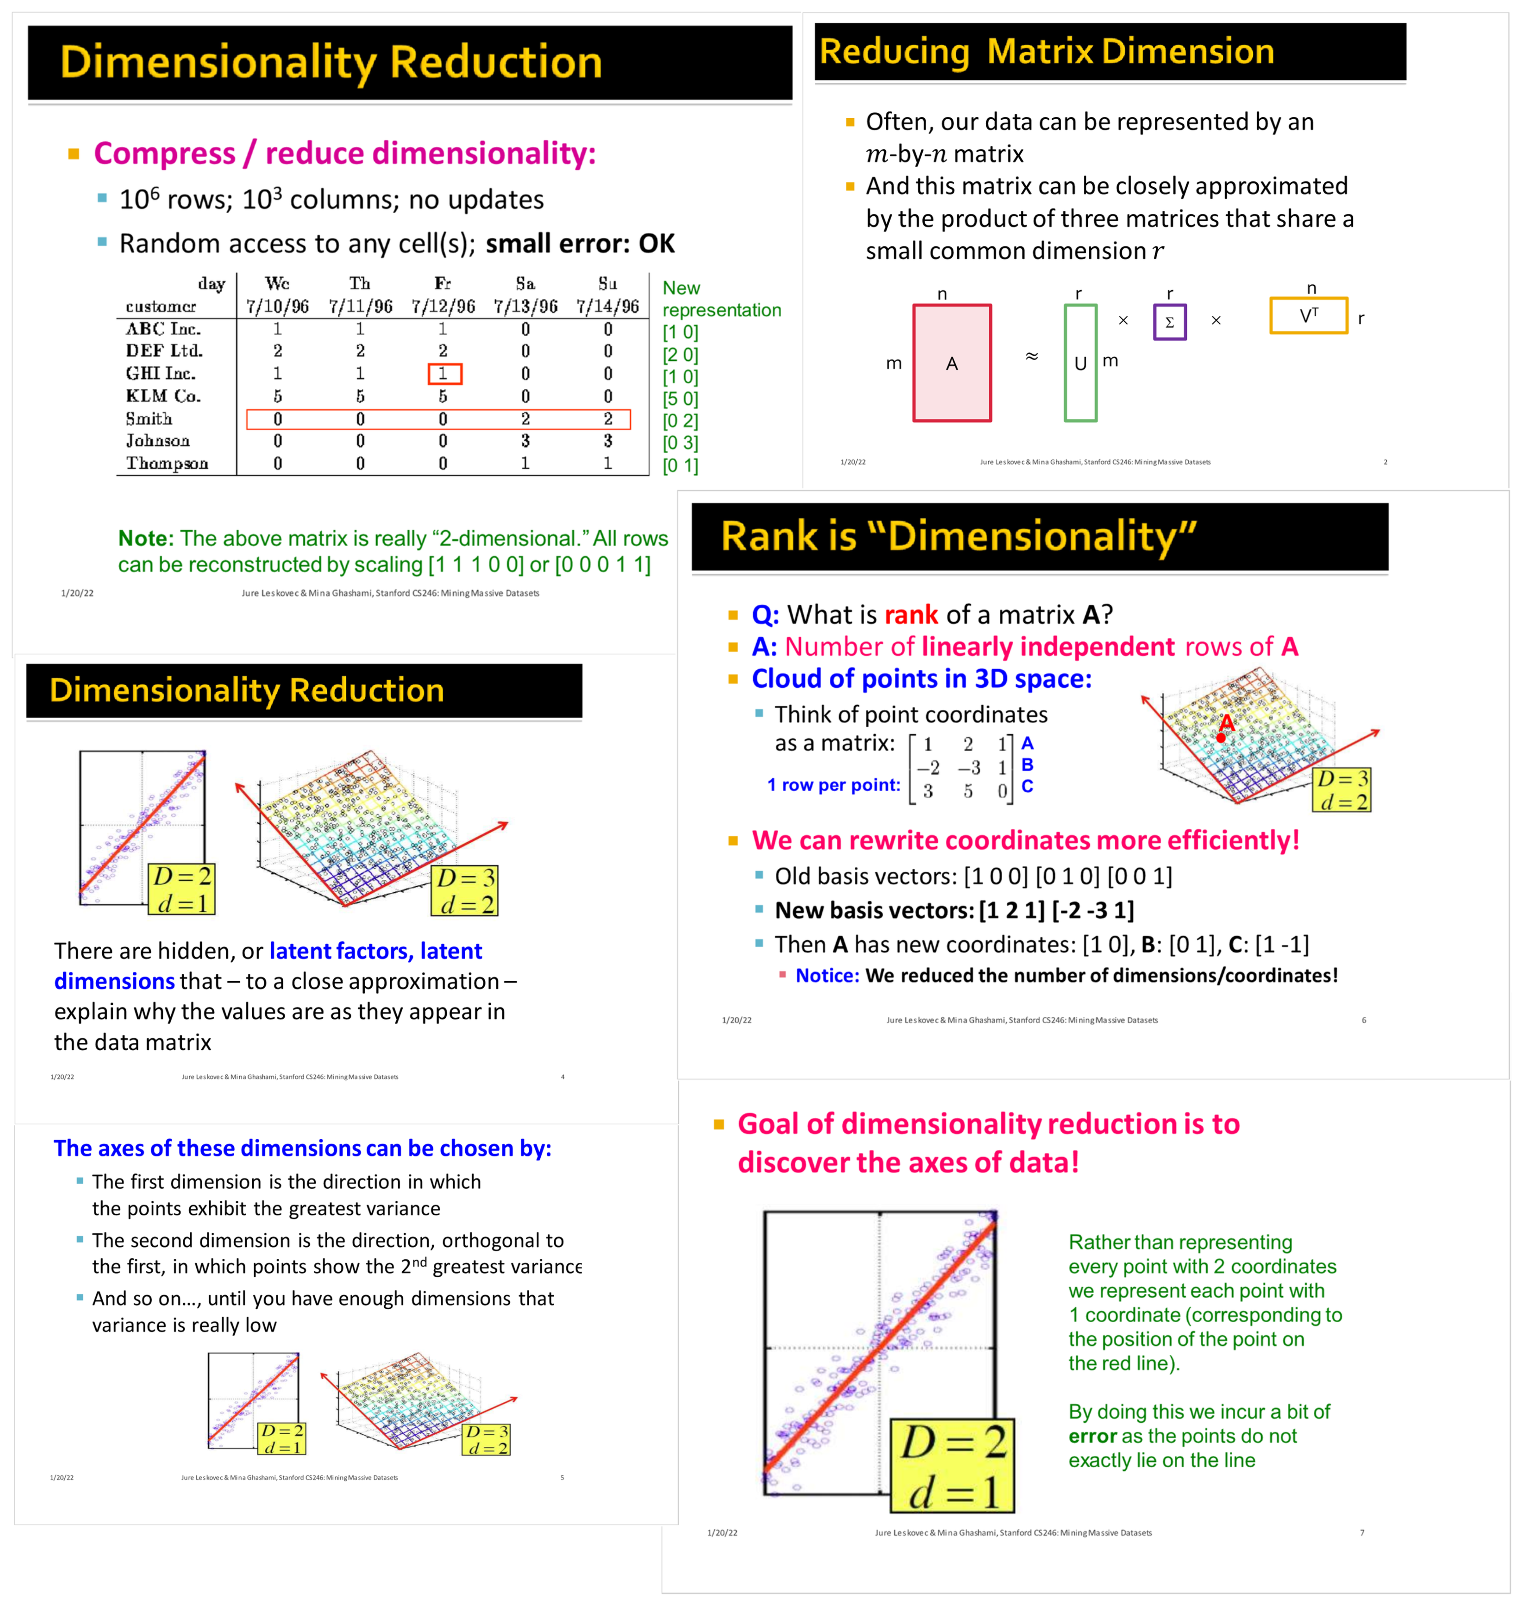 Dimensionality Reduction
Compress / reduce dimensionality:
10⁶ rows; 10³ columns; no updates
Random access to any cell(s); small error: OK
day We Th Fr Sa Su
customer 7/10/96 7/11/96 7/12/96 7/13/96 7/14/96
ABC Inc. 1 1 1 0 0
DEF Ltd. 2 2 2 0 0
GHI Inc. 1 1 1 0 0
KLM Co. 5 5 5 0 0
Smith 0 0 0 2 2
Johnson 0 0 0 3 3
Thompson 0 0 0 1 1
New
representation
[1 0]
[2 0]
[1 0]
[5 0]
[0 2]
[0 3]
[0 1]
Note: The above matrix is really “2-dimensional.” All rows
can be reconstructed by scaling [1 1 1 0 0] or [0 0 0 1 1]
1/20/22 Jure Leskovec & Mina Ghashami, Stanford CS246: Mining Massive Datasets
Reducing Matrix Dimension
Often, our data can be represented by an
m-by-n matrix
And this matrix can be closely approximated
by the product of three matrices that share a
small common dimension r
n r r n
m A ≈ U m × Σ × Vᵀ r
1/20/22 Jure Leskovec & Mina Ghashami, Stanford CS246: Mining Massive Datasets 2
Dimensionality Reduction
D = 2
d = 1
D = 3
d = 2
There are hidden, or latent factors, latent
dimensions that – to a close approximation –
explain why the values are as they appear in
the data matrix
1/20/22 Jure Leskovec & Mina Ghashami, Stanford CS246: Mining Massive Datasets 4
The axes of these dimensions can be chosen by:
The first dimension is the direction in which
the points exhibit the greatest variance
The second dimension is the direction, orthogonal to
the first, in which points show the 2ⁿᵈ greatest variance
And so on…, until you have enough dimensions that
variance is really low
D = 2
d = 1
D = 3
d = 2
1/20/22 Jure Leskovec & Mina Ghashami, Stanford CS246: Mining Massive Datasets 5
Rank is “Dimensionality”
Q: What is rank of a matrix A?
A: Number of linearly independent rows of A
Cloud of points in 3D space:
Think of point coordinates
as a matrix:
1 row per point:
1 2 1 A
−2 −3 1 B
3 5 0 C
A
D = 3
d = 2
We can rewrite coordinates more efficiently!
Old basis vectors: [1 0 0] [0 1 0] [0 0 1]
New basis vectors: [1 2 1] [-2 -3 1]
Then A has new coordinates: [1 0], B: [0 1], C: [1 -1]
Notice: We reduced the number of dimensions/coordinates!
1/20/22 Jure Leskovec & Mina Ghashami, Stanford CS246: Mining Massive Datasets 6
Goal of dimensionality reduction is to
discover the axes of data!
D = 2
d = 1
Rather than representing
every point with 2 coordinates
we represent each point with
1 coordinate (corresponding to
the position of the point on
the red line).
By doing this we incur a bit of
error as the points do not
exactly lie on the line
1/20/22 Jure Leskovec & Mina Ghashami, Stanford CS246: Mining Massive Datasets 7